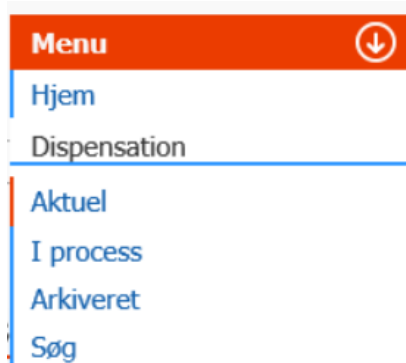 Menu
Hjem
Dispensation
Aktuel
I process
Arkiveret
Søg